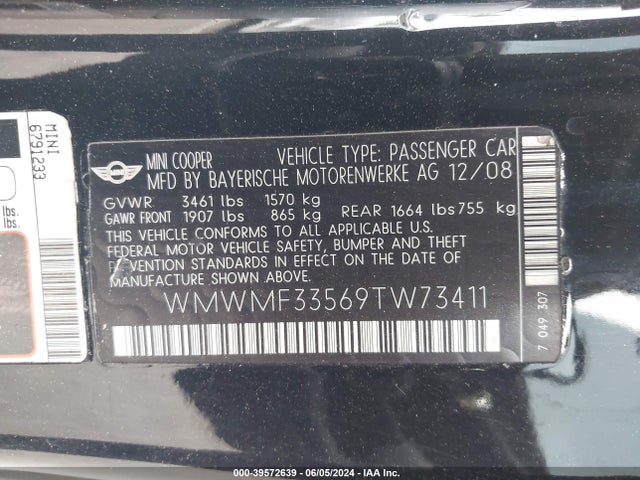 MINI
6791233
lbs.
lbs.
MINI
MINI COOPER
VEHICLE TYPE: PASSENGER CAR
MFD BY BAYERISCHE MOTORENWERKE AG 12/08
GVWR 3461 lbs 1570 kg
GAWR FRONT 1907 lbs 865 kg REAR 1664 lbs 755 kg
THIS VEHICLE CONFORMS TO ALL APPLICABLE U.S.
FEDERAL MOTOR VEHICLE SAFETY, BUMPER AND THEFT
PREVENTION STANDARDS IN EFFECT ON THE DATE OF
MANUFACTURE SHOWN ABOVE.
WMWMF33569TW73411
7 049 307
000-39572639 - 06/05/2024 - IAA Inc.